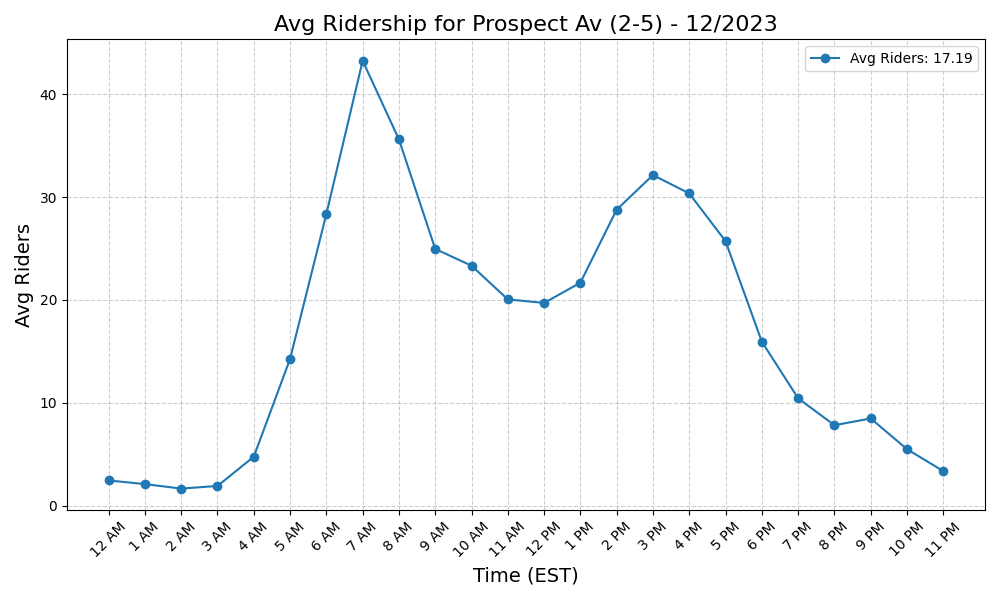 Avg Ridership for Prospect Av (2-5) - 12/2023
Avg Riders: 17.19
Avg Riders
40
30
20
10
0
12 AM
1 AM
2 AM
3 AM
4 AM
5 AM
6 AM
7 AM
8 AM
9 AM
10 AM
11 AM
12 PM
1 PM
2 PM
3 PM
4 PM
5 PM
6 PM
7 PM
8 PM
9 PM
10 PM
11 PM
Time (EST)